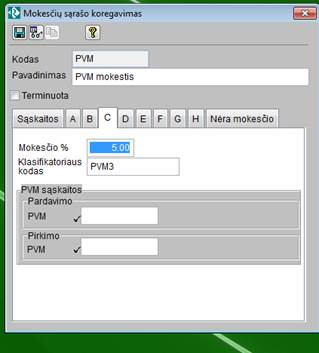 Mokesčių sąrašo koregavimas
Kodas PVM
Pavadinimas PVM mokestis
Terminuota
Sąskaitos A B C D E F G H Nėra mokesčio
Mokesčio % 5.00
Klasifikatoriaus kodas PVM3
PVM sąskaitos
Pardavimo
PVM
Pirkimo
PVM